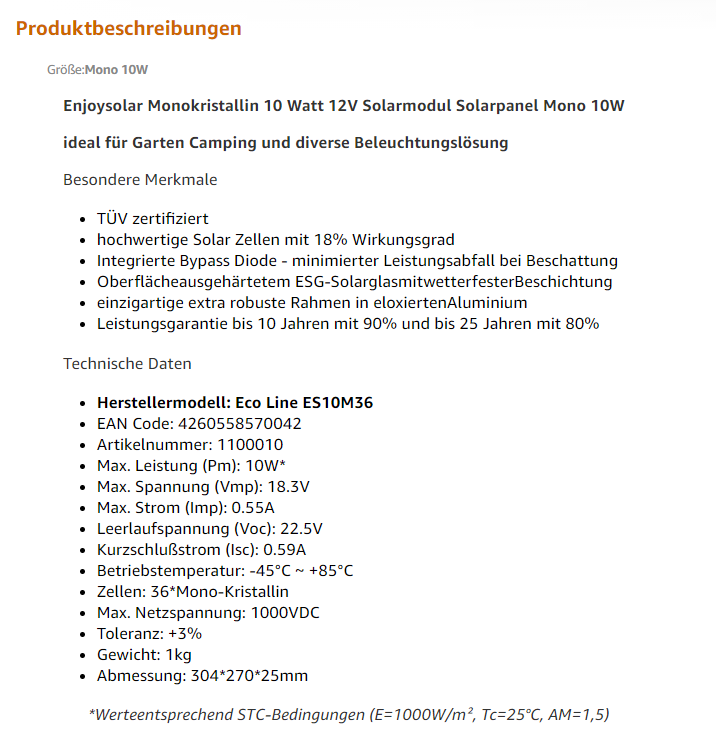 Produktbeschreibungen
Größe:Mono 10W
Enjoysolar Monokristallin 10 Watt 12V Solarmodul Solarpanel Mono 10W
ideal für Garten Camping und diverse Beleuchtungslösung
Besondere Merkmale
• TÜV zertifiziert
• hochwertige Solar Zellen mit 18% Wirkungsgrad
• Integrierte Bypass Diode - minimierter Leistungsabfall bei Beschattung
• Oberflächeausgehärtetem ESG-SolarglasmitwetterfesterBeschichtung
• einzigartige extra robuste Rahmen in eloxiertenAluminium
• Leistungsgarantie bis 10 Jahren mit 90% und bis 25 Jahren mit 80%
Technische Daten
• Herstellermodell: Eco Line ES10M36
• EAN Code: 4260558570042
• Artikelnummer: 1100010
• Max. Leistung (Pm): 10W*
• Max. Spannung (Vmp): 18.3V
• Max. Strom (Imp): 0.55A
• Leerlaufspannung (Voc): 22.5V
• Kurzschlußstrom (Isc): 0.59A
• Betriebstemperatur: -45°C ~ +85°C
• Zellen: 36*Mono-Kristallin
• Max. Netzspannung: 1000VDC
• Toleranz: +3%
• Gewicht: 1kg
• Abmessung: 304*270*25mm
*Werteentsprechend STC-Bedingungen (E=1000W/m², Tc=25°C, AM=1,5)